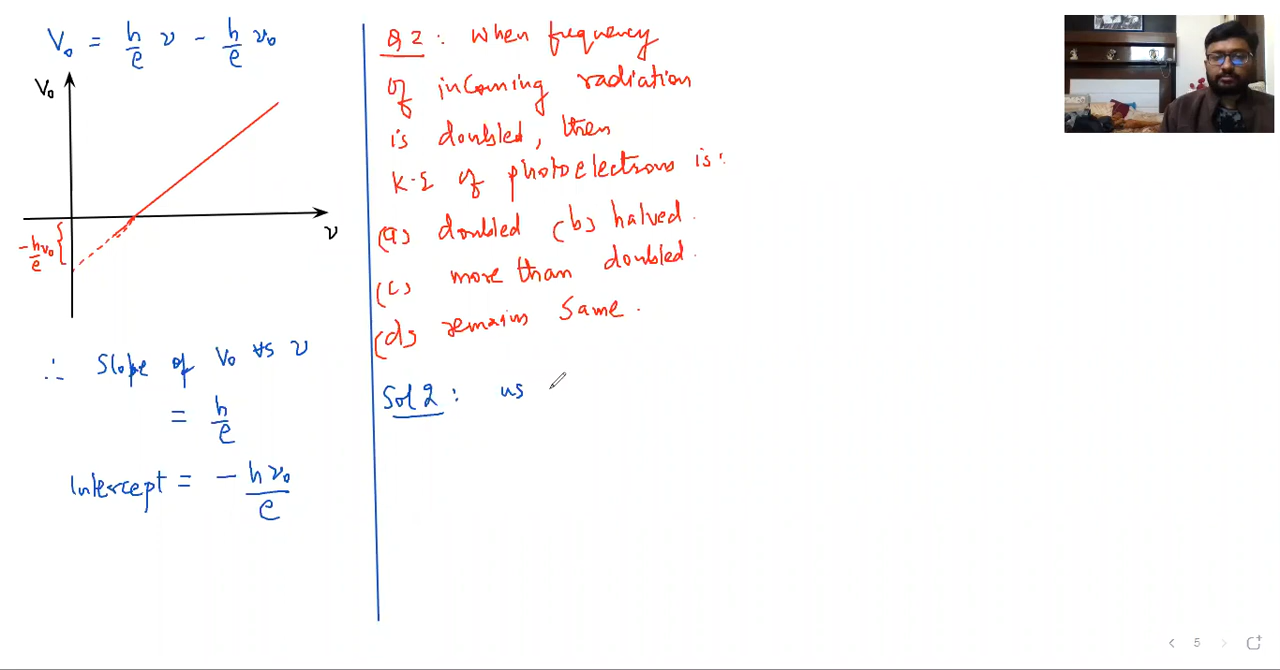 V₀ = h/e ν - h/e ν₀
V₀
ν
-hν₀/e
∴ Slope of V₀ vs ν
= h/e
Intercept = - hν₀/e
Q 2 : When frequency
of incoming radiation
is doubled, then
K.E of photoelectrons is :
(a) doubled (b) halved.
(c) more than doubled.
(d) remains same.
Sol 2 : us
5